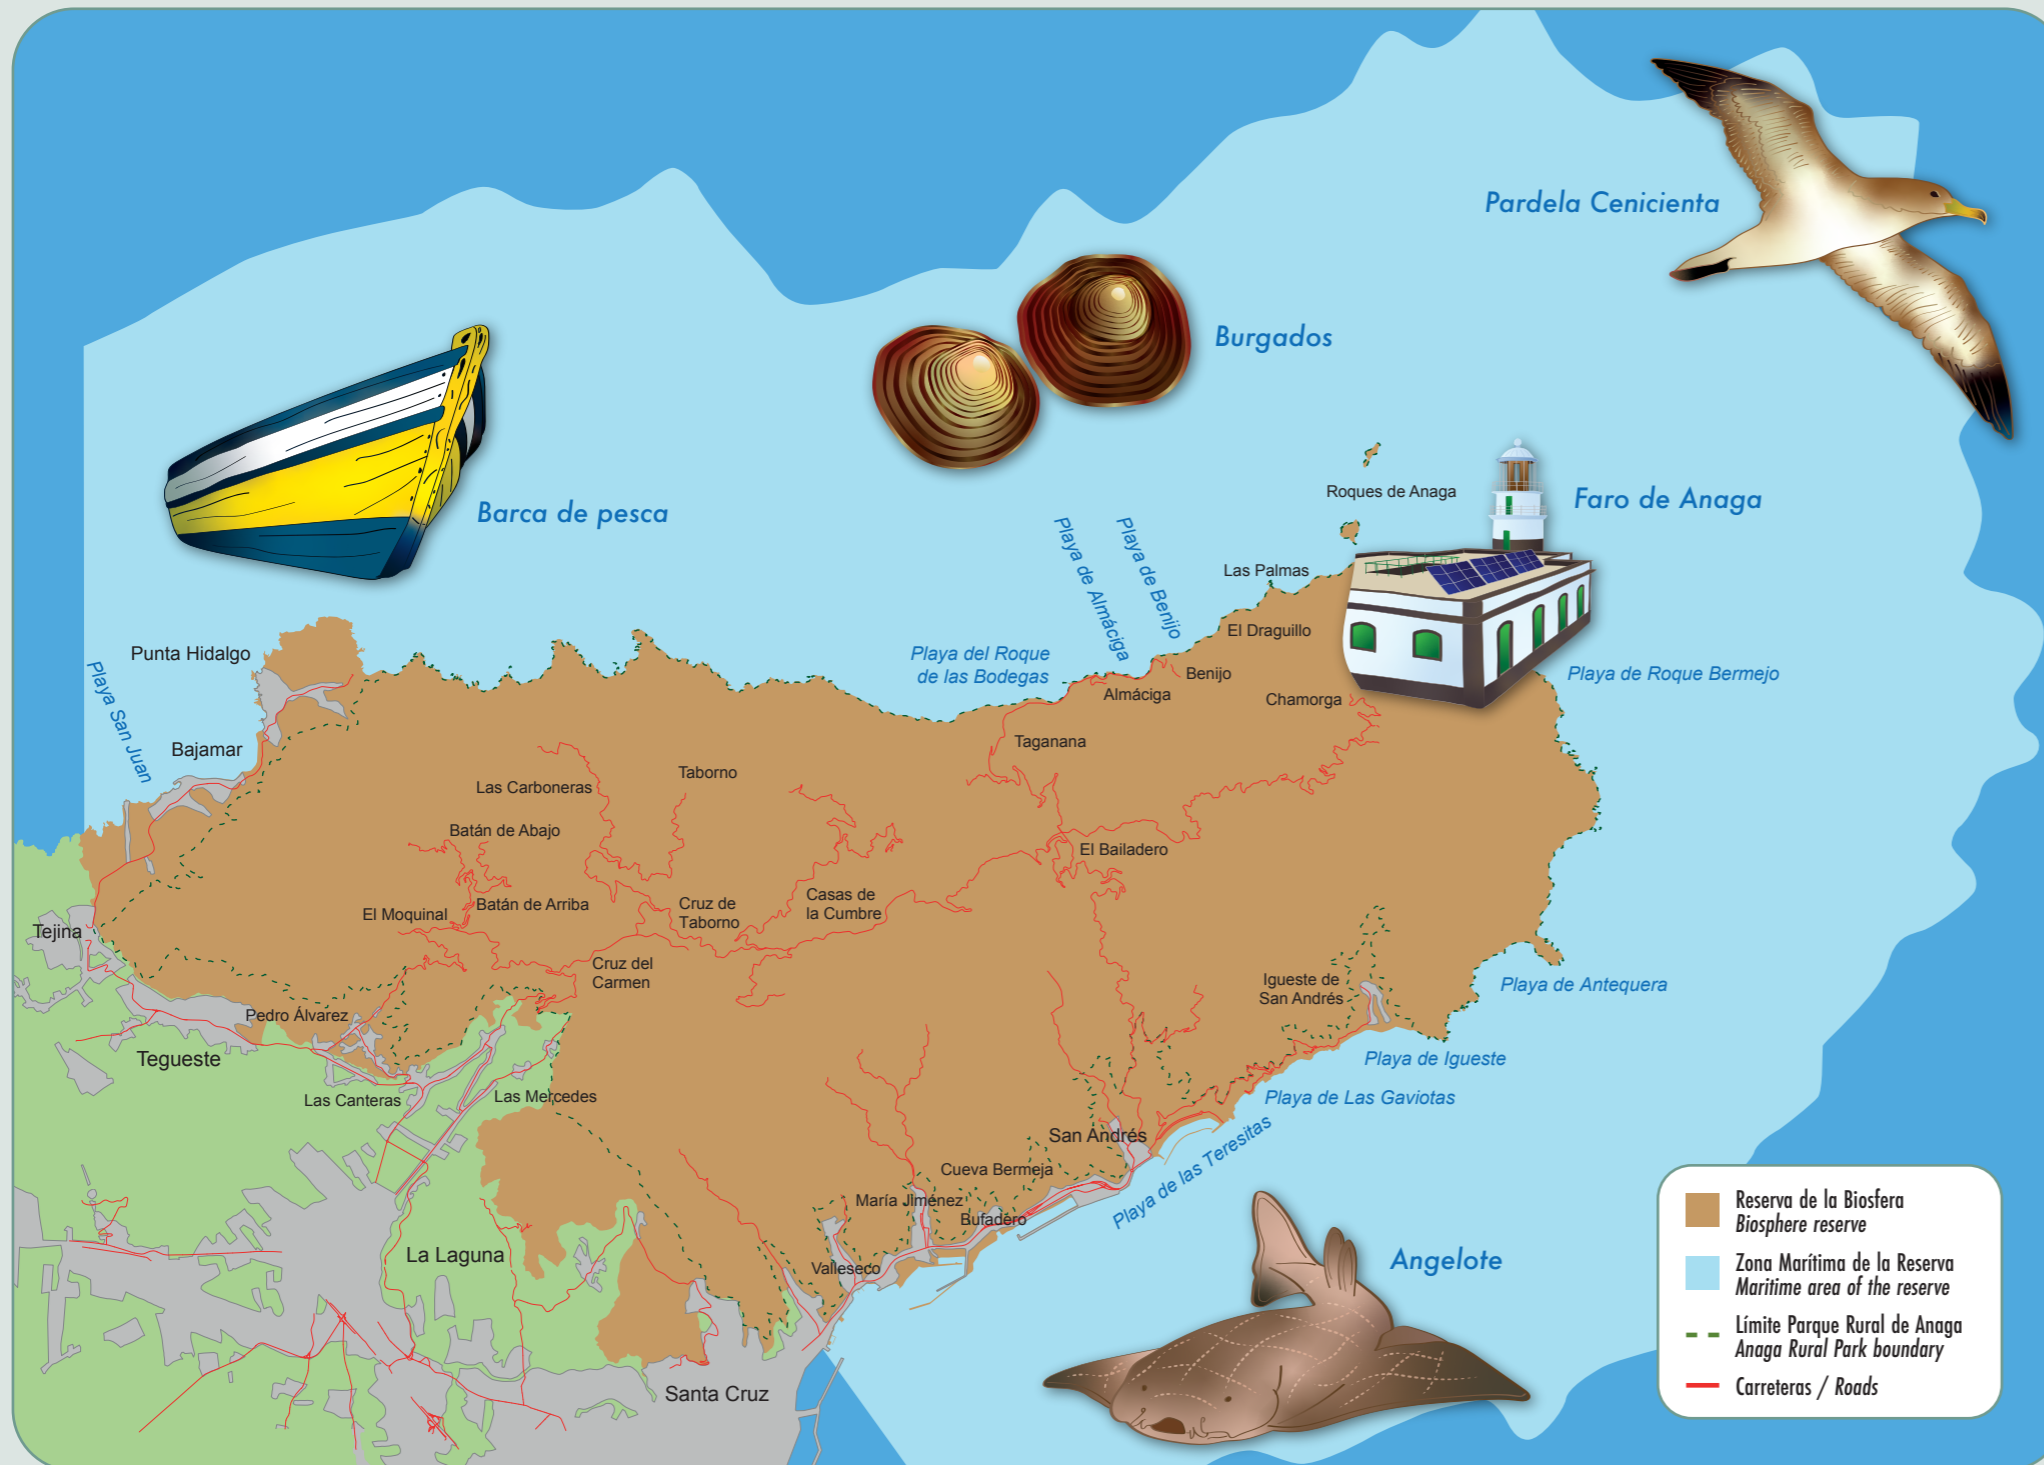 Pardela Cenicienta
Burgados
Barca de pesca
Roques de Anaga
Faro de Anaga
Playa de Almáciga
Playa de Benijo
Las Palmas
El Draguillo
Punta Hidalgo
Playa San Juan
Playa del Roque
de las Bodegas
Benijo
Almáciga
Chamorga
Playa de Roque Bermejo
Bajamar
Taganana
Las Carboneras
Taborno
Batán de Abajo
El Bailadero
Batán de Arriba
El Moquinal
Cruz de
Taborno
Casas de
la Cumbre
Tejina
Cruz del
Carmen
Igueste de
San Andrés
Playa de Antequera
Pedro Álvarez
Tegueste
Playa de Igueste
Las Canteras
Las Mercedes
Playa de Las Gaviotas
San Andrés
Playa de las Teresitas
Cueva Bermeja
María Jiménez
Bufadero
La Laguna
Valleseco
Angelote
Santa Cruz
Reserva de la Biosfera
Biosphere reserve
Zona Marítima de la Reserva
Maritime area of the reserve
Límite Parque Rural de Anaga
Anaga Rural Park boundary
Carreteras / Roads